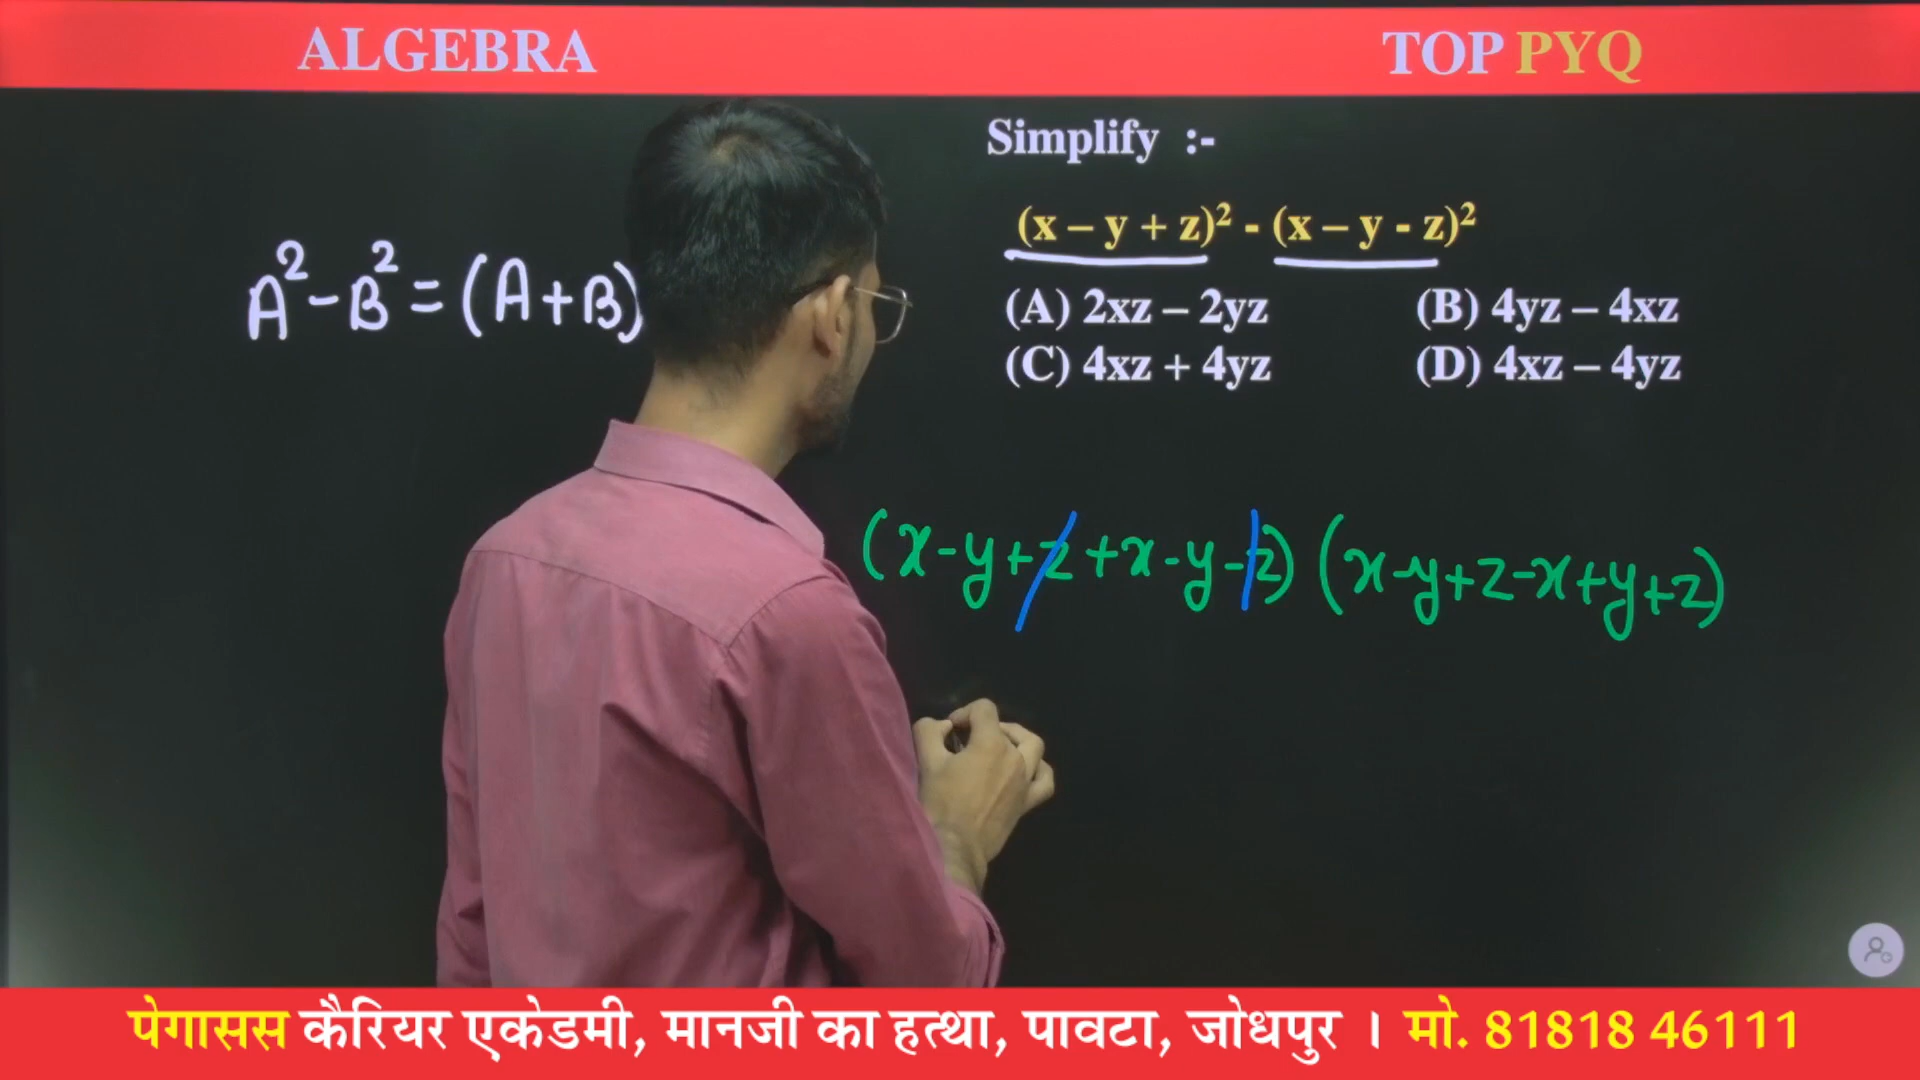 ALGEBRA
TOP PYQ
Simplify :-
(x – y + z)² - (x – y - z)²
(A) 2xz – 2yz (B) 4yz – 4xz
(C) 4xz + 4yz (D) 4xz – 4yz
A²-B² = (A+B)
(x-y+z+x-y-z) (x-y+z-x+y+z)
पेगासस कैरियर एकेडमी, मानजी का हत्था, पावटा, जोधपुर । मो. 81818 46111